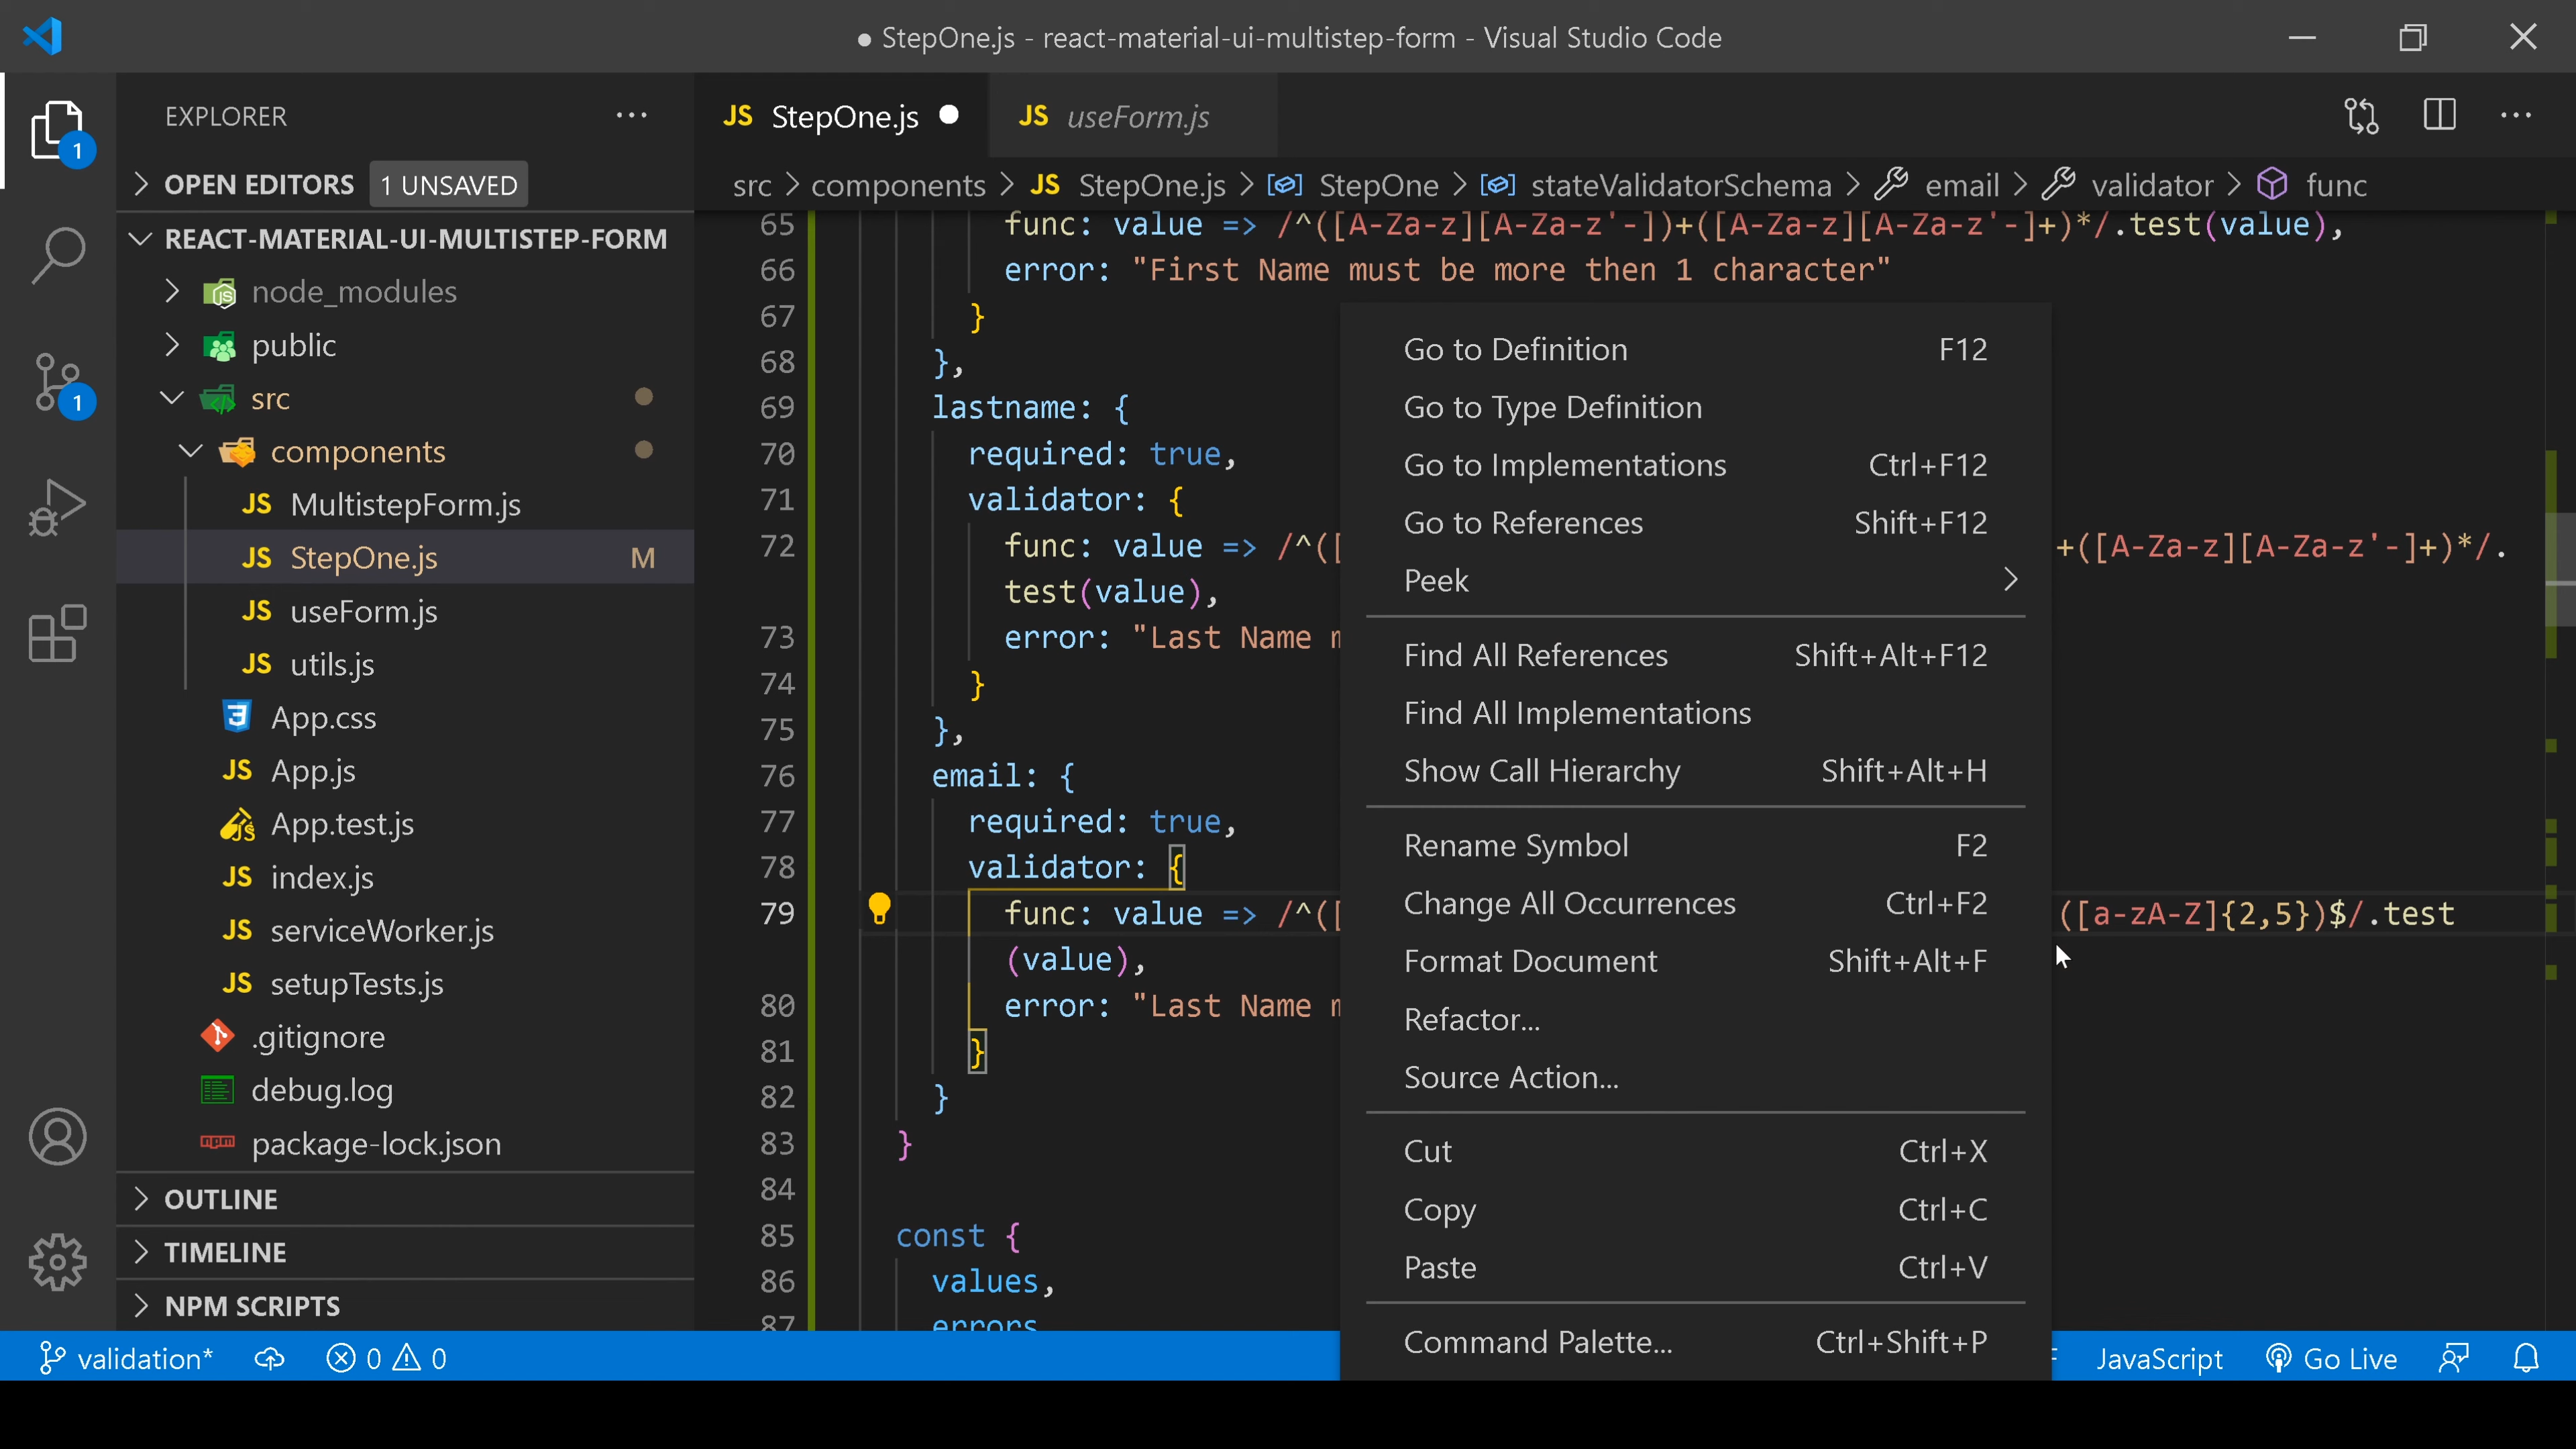 ● StepOne.js - react-material-ui-multistep-form - Visual Studio Code
EXPLORER
OPEN EDITORS 1 UNSAVED
REACT-MATERIAL-UI-MULTISTEP-FORM
node_modules
public
src
components
JS MultistepForm.js
JS StepOne.js M
JS useForm.js
JS utils.js
App.css
JS App.js
App.test.js
JS index.js
JS serviceWorker.js
JS setupTests.js
.gitignore
debug.log
package-lock.json
OUTLINE
TIMELINE
NPM SCRIPTS
1
1
JS StepOne.js ●
JS useForm.js
src > components > JS StepOne.js > StepOne > stateValidatorSchema > email > validator > func
65 func: value => /^([A-Za-z][A-Za-z'-])+([A-Za-z][A-Za-z'-]+)*/.test(value),
66 error: "First Name must be more then 1 character"
67 }
68 },
69 lastname: {
70 required: true,
71 validator: {
72 func: value => /^([ +([A-Za-z][A-Za-z'-]+)*/.
test(value),
73 error: "Last Name
74 }
75 },
76 email: {
77 required: true,
78 validator: {
79 func: value => /^([ ([a-zA-Z]{2,5})$/.test
(value),
80 error: "Last Name
81 }
82 }
83 }
84
85 const {
86 values,
87 errors
Go to Definition F12
Go to Type Definition
Go to Implementations Ctrl+F12
Go to References Shift+F12
Peek >
Find All References Shift+Alt+F12
Find All Implementations
Show Call Hierarchy Shift+Alt+H
Rename Symbol F2
Change All Occurrences Ctrl+F2
Format Document Shift+Alt+F
Refactor...
Source Action...
Cut Ctrl+X
Copy Ctrl+C
Paste Ctrl+V
Command Palette... Ctrl+Shift+P
validation* 0 0
JavaScript Go Live